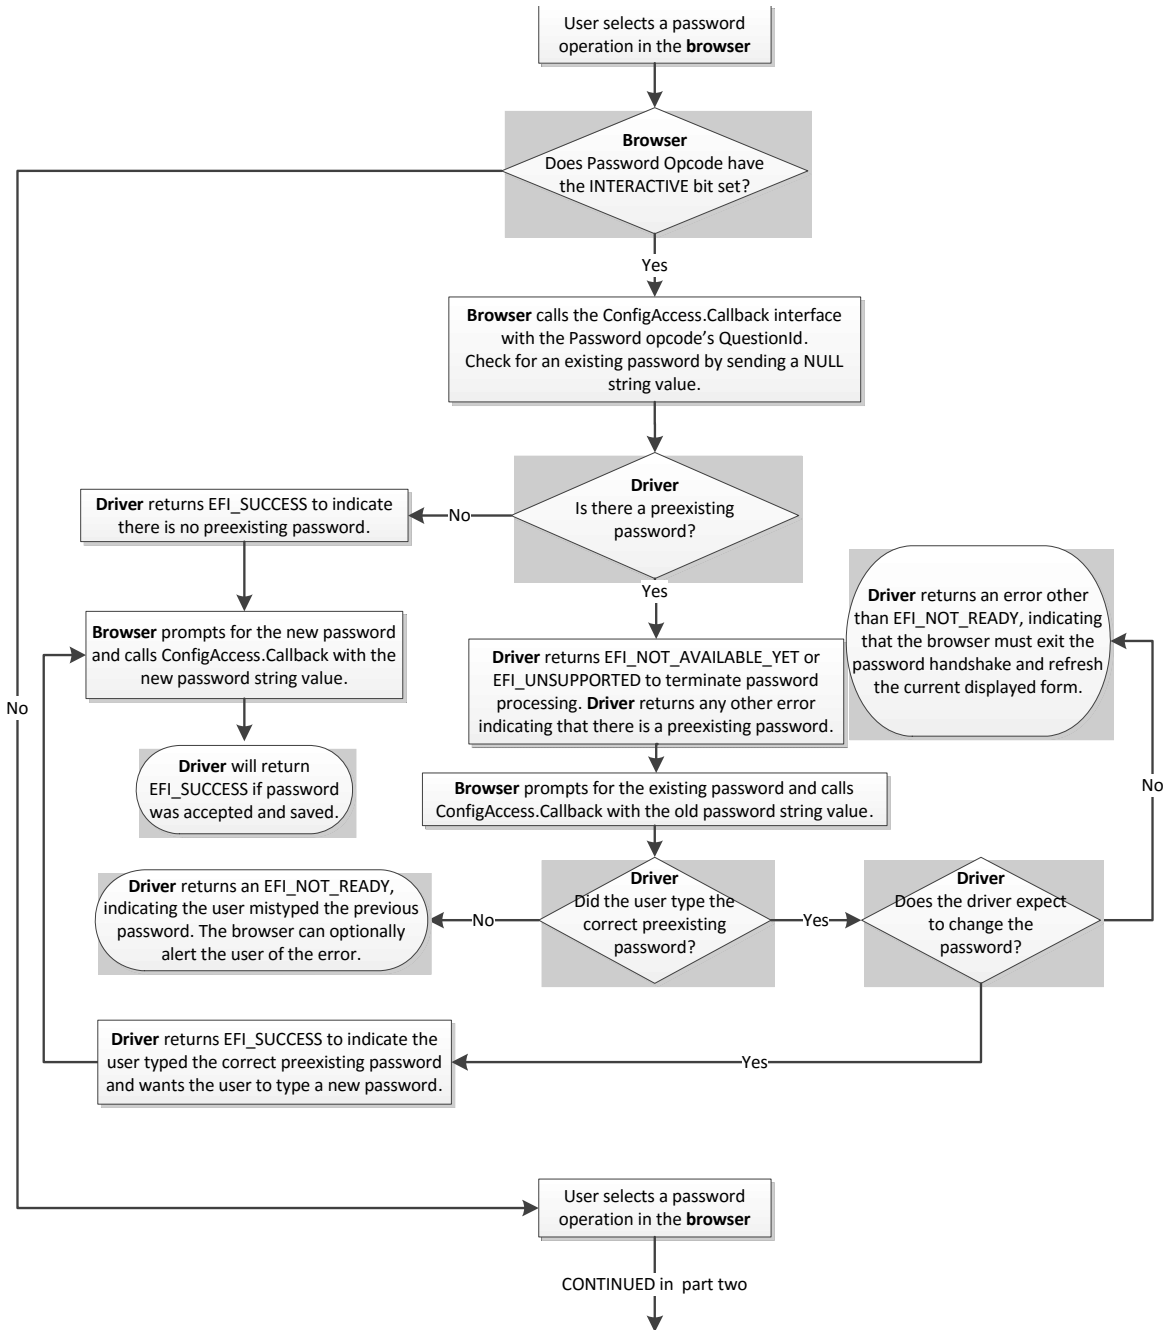 User selects a password
operation in the browser
Browser
Does Password Opcode have
the INTERACTIVE bit set?
Yes
Browser calls the ConfigAccess.Callback interface
with the Password opcode's QuestionId.
Check for an existing password by sending a NULL
string value.
Driver
Is there a preexisting
password?
No
Driver returns EFI_SUCCESS to indicate
there is no preexisting password.
Yes
Browser prompts for the new password
and calls ConfigAccess.Callback with the
new password string value.
Driver returns EFI_NOT_AVAILABLE_YET or
EFI_UNSUPPORTED to terminate password
processing. Driver returns any other error
indicating that there is a preexisting password.
Driver returns an error other
than EFI_NOT_READY, indicating
that the browser must exit the
password handshake and refresh
the current displayed form.
No
Driver will return
EFI_SUCCESS if password
was accepted and saved.
Browser prompts for the existing password and calls
ConfigAccess.Callback with the old password string value.
No
Driver returns an EFI_NOT_READY,
indicating the user mistyped the previous
password. The browser can optionally
alert the user of the error.
No
Driver
Did the user type the
correct preexisting
password?
Yes
Driver
Does the driver expect
to change the
password?
Driver returns EFI_SUCCESS to indicate the
user typed the correct preexisting password
and wants the user to type a new password.
Yes
User selects a password
operation in the browser
CONTINUED in part two